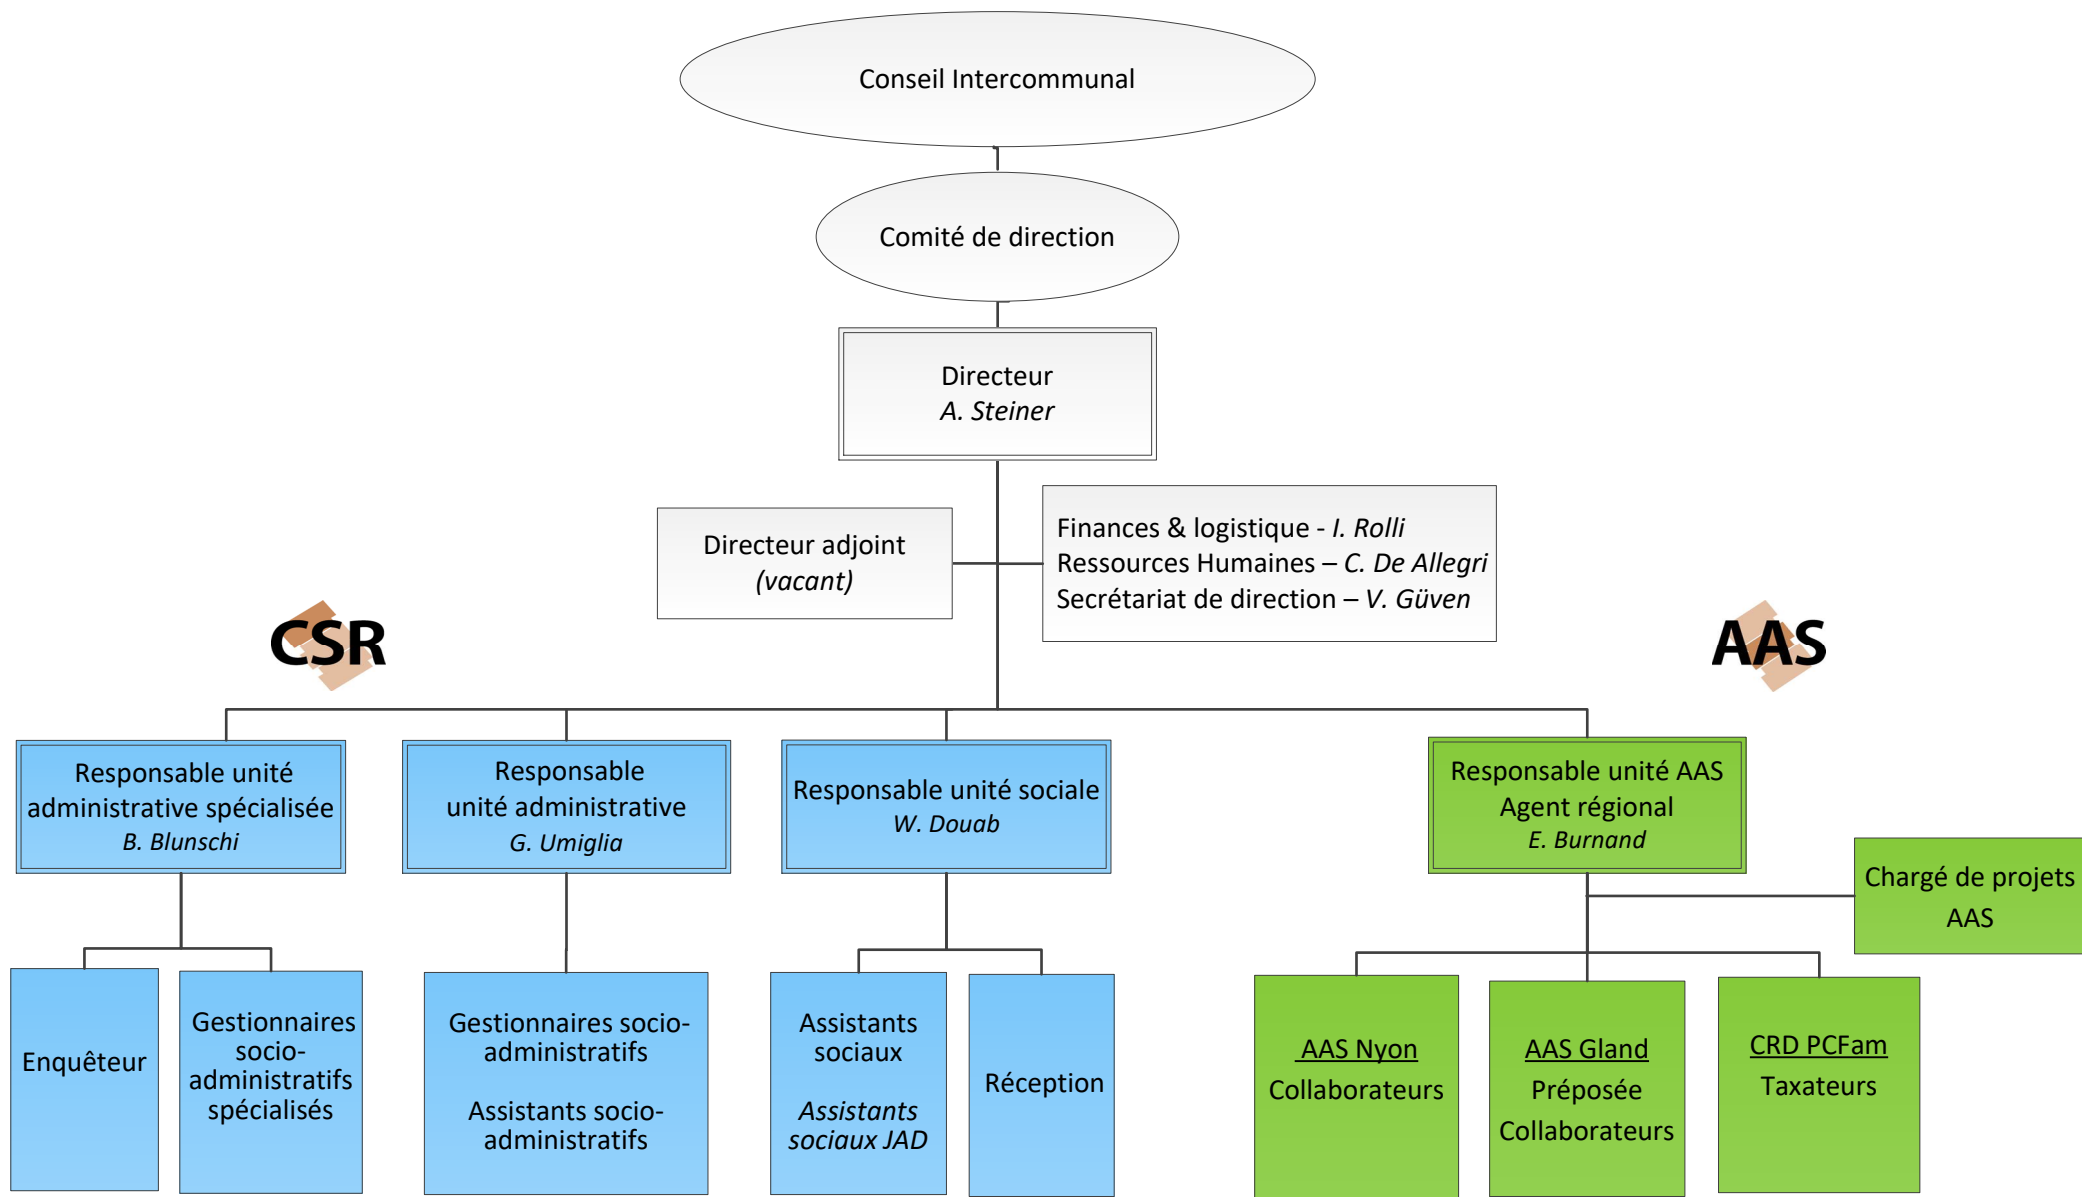 Conseil Intercommunal
Comité de direction
Directeur
A. Steiner
Directeur adjoint
(vacant)
Finances & logistique - I. Rolli
Ressources Humaines – C. De Allegri
Secrétariat de direction – V. Güven
CSR
AAS
Responsable unité
administrative spécialisée
B. Blunschi
Responsable
unité administrative
G. Umiglia
Responsable unité sociale
W. Douab
Responsable unité AAS
Agent régional
E. Burnand
Chargé de projets
AAS
Enquêteur
Gestionnaires
socio-
administratifs
spécialisés
Gestionnaires socio-
administratifs
Assistants socio-
administratifs
Assistants
sociaux
Assistants
sociaux JAD
Réception
AAS Nyon
Collaborateurs
AAS Gland
Préposée
Collaborateurs
CRD PCFam
Taxateurs